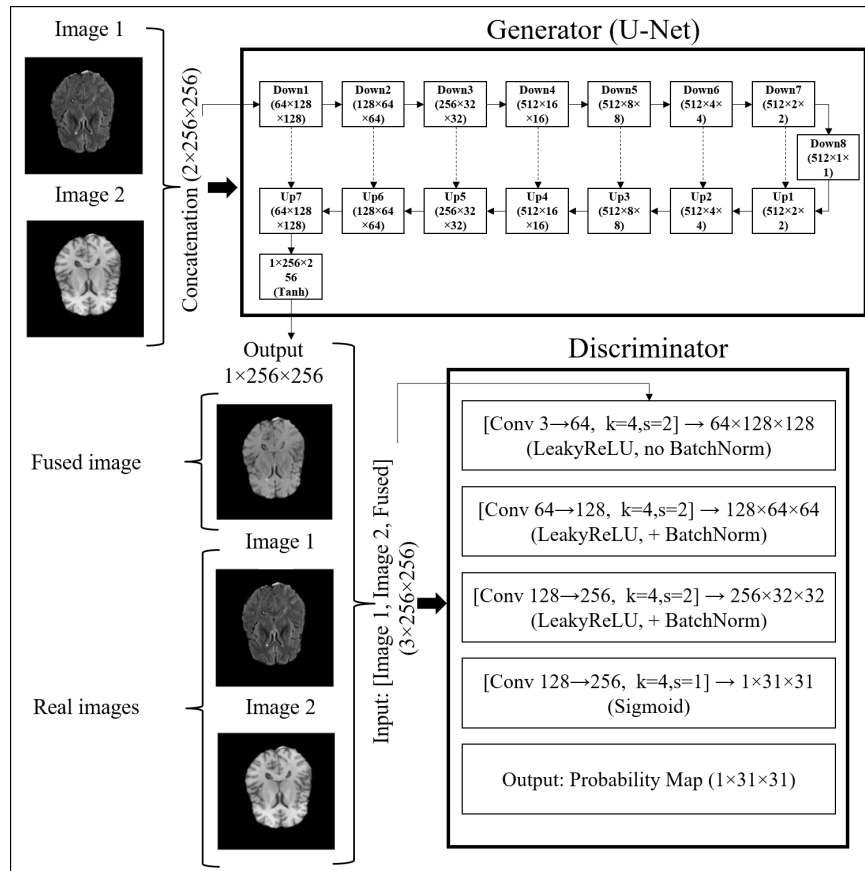 Image 1
Image 2
Concatenation (2×256×256)
Generator (U-Net)
Down1
(64×128
×128)
Down2
(128×64
×64)
Down3
(256×32
×32)
Down4
(512×16
×16)
Down5
(512×8×
8)
Down6
(512×4×
4)
Down7
(512×2×
2)
Down8
(512×1×
1)
Up7
(64×128
×128)
Up6
(128×64
×64)
Up5
(256×32
×32)
Up4
(512×16
×16)
Up3
(512×8×
8)
Up2
(512×4×
4)
Up1
(512×2×
2)
1×256×2
56
(Tanh)
Output
1×256×256
Fused image
Image 1
Real images
Image 2
Input: [Image 1, Image 2, Fused]
(3×256×256)
Discriminator
[Conv 3→64, k=4,s=2] → 64×128×128
(LeakyReLU, no BatchNorm)
[Conv 64→128, k=4,s=2] → 128×64×64
(LeakyReLU, + BatchNorm)
[Conv 128→256, k=4,s=2] → 256×32×32
(LeakyReLU, + BatchNorm)
[Conv 128→256, k=4,s=1] → 1×31×31
(Sigmoid)
Output: Probability Map (1×31×31)